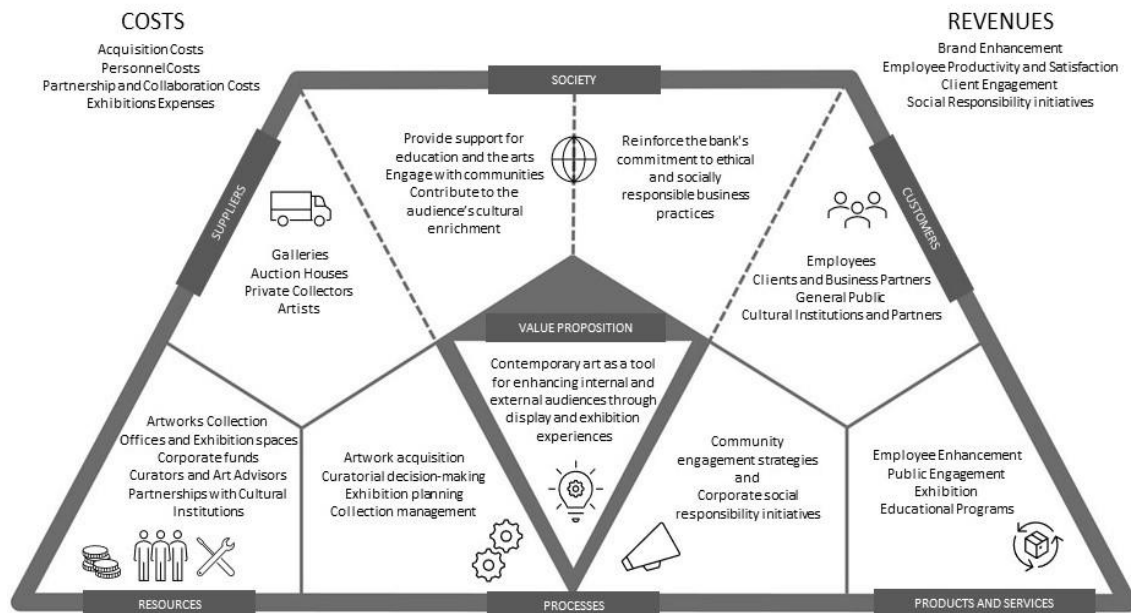 COSTS
Acquisition Costs
Personnel Costs
Partnership and Collaboration Costs
Exhibitions Expenses
REVENUES
Brand Enhancement
Employee Productivity and Satisfaction
Client Engagement
Social Responsibility initiatives
SOCIETY
Provide support for
education and the arts
Engage with communities
Contribute to the
audience's cultural
enrichment
Reinforce the bank's
commitment to ethical
and socially
responsible business
practices
SUPPLIERS
Galleries
Auction Houses
Private Collectors
Artists
CUSTOMERS
Employees
Clients and Business Partners
General Public
Cultural Institutions and Partners
VALUE PROPOSITION
Contemporary art as a tool
for enhancing internal and
external audiences through
display and exhibition
experiences
Artworks Collection
Offices and Exhibition spaces
Corporate funds
Curators and Art Advisors
Partnerships with Cultural
Institutions
Artwork acquisition
Curatorial decision-making
Exhibition planning
Collection management
Community
engagement strategies
and
Corporate social
responsibility initiatives
Employee Enhancement
Public Engagement
Exhibition
Educational Programs
RESOURCES
PROCESSES
PRODUCTS AND SERVICES